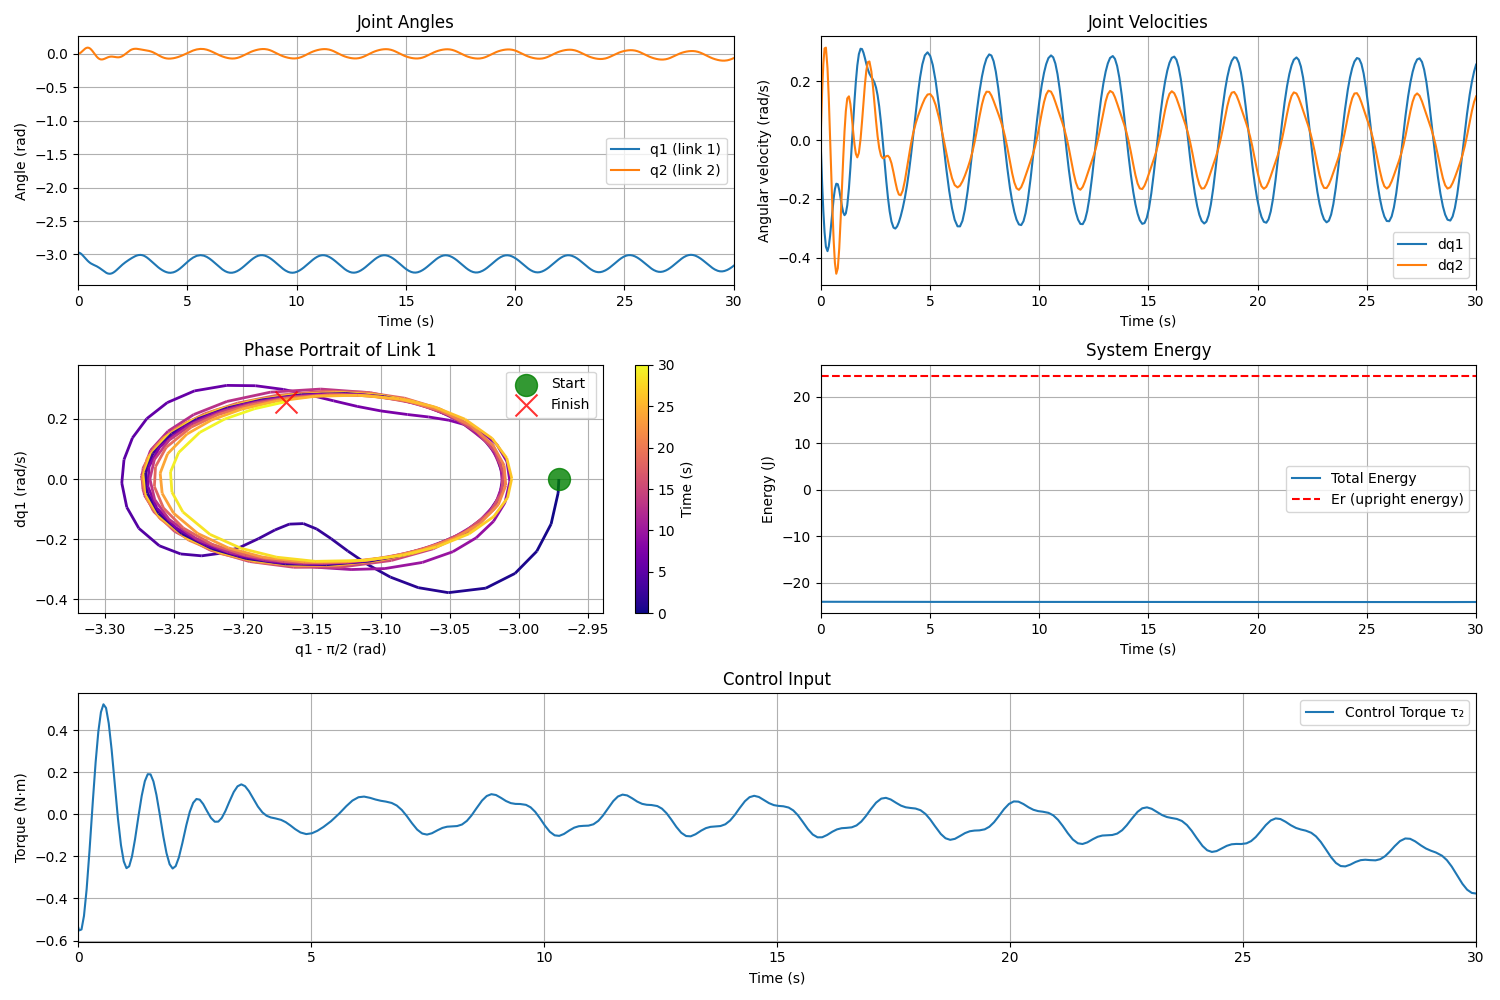 Joint Angles
0.0
−0.5
−1.0
−1.5
−2.0
−2.5
−3.0
Angle (rad)
q1 (link 1)
q2 (link 2)
0 5 10 15 20 25 30
Time (s)
Joint Velocities
0.2
0.0
−0.2
−0.4
Angular velocity (rad/s)
dq1
dq2
0 5 10 15 20 25 30
Time (s)
Phase Portrait of Link 1
0.2
0.0
−0.2
−0.4
dq1 (rad/s)
Start
Finish
−3.30 −3.25 −3.20 −3.15 −3.10 −3.05 −3.00 −2.95
q1 - π/2 (rad)
30
25
20
15
10
5
0
Time (s)
System Energy
20
10
0
−10
−20
Energy (J)
Total Energy
Er (upright energy)
0 5 10 15 20 25 30
Time (s)
Control Input
0.4
0.2
0.0
−0.2
−0.4
−0.6
Torque (N·m)
Control Torque τ₂
0 5 10 15 20 25 30
Time (s)